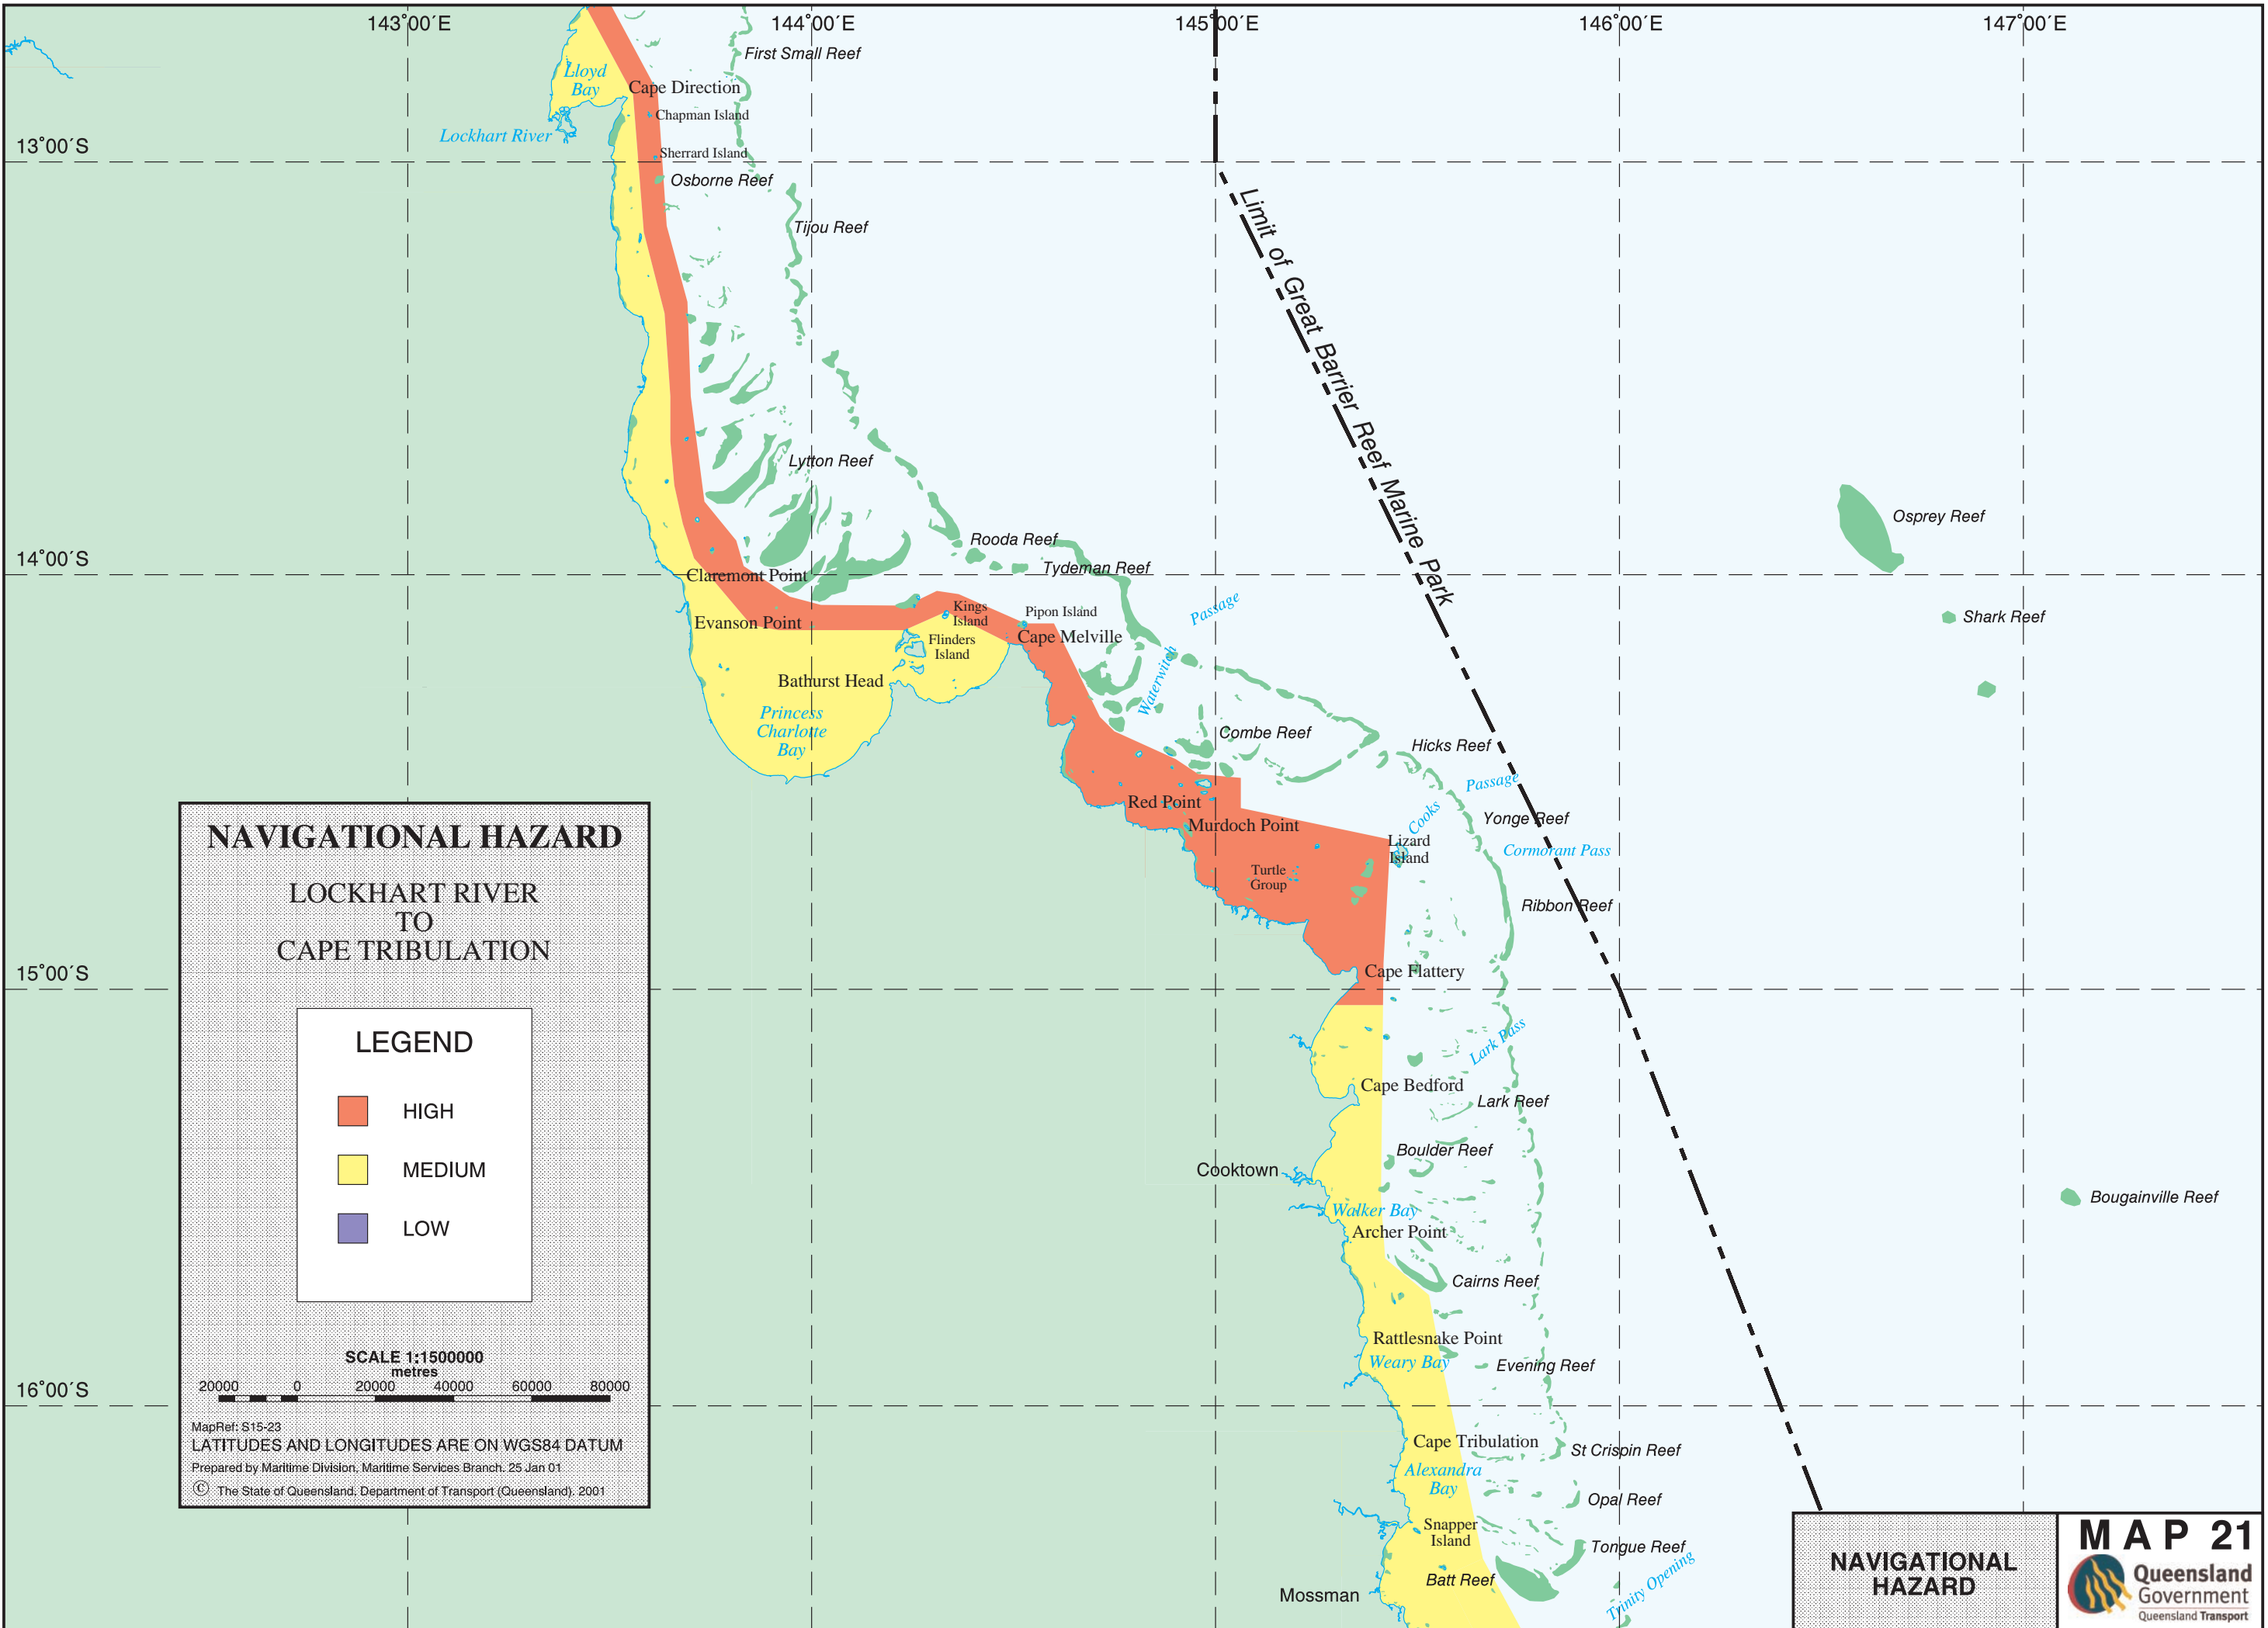 143°00´E
144°00´E
145°00´E
146°00´E
147°00´E
First Small Reef
Lloyd
Bay
Cape Direction
Chapman Island
Lockhart River
13°00´S
Sherrard Island
Osborne Reef
Tijou Reef
Limit of Great Barrier Reef Marine Park
Lytton Reef
Osprey Reef
Rooda Reef
14°00´S
Tydeman Reef
Claremont Point
Kings
Island
Pipon Island
Passage
Shark Reef
Evanson Point
Cape Melville
Flinders
Island
Bathurst Head
Waterwitch
Princess
Charlotte
Bay
Combe Reef
Hicks Reef
Passage
Red Point
Cooks
Yonge Reef
Murdoch Point
Lizard
Island
Cormorant Pass
Turtle
Group
Ribbon Reef
Cape Flattery
15°00´S
Lark Pass
Cape Bedford
Lark Reef
Boulder Reef
Cooktown
Bougainville Reef
Walker Bay
Archer Point
Cairns Reef
Rattlesnake Point
Weary Bay
Evening Reef
16°00´S
Cape Tribulation
St Crispin Reef
Alexandra
Bay
Opal Reef
Snapper
Island
Tongue Reef
Batt Reef
Trinity Opening
Mossman
NAVIGATIONAL HAZARD
LOCKHART RIVER
TO
CAPE TRIBULATION
LEGEND
HIGH
MEDIUM
LOW
SCALE 1:1500000
metres
20000 0 20000 40000 60000 80000
MapRef: S15-23
LATITUDES AND LONGITUDES ARE ON WGS84 DATUM
Prepared by Maritime Division, Maritime Services Branch. 25 Jan 01
© The State of Queensland. Department of Transport (Queensland). 2001
NAVIGATIONAL
HAZARD
MAP 21
Queensland
Government
Queensland Transport